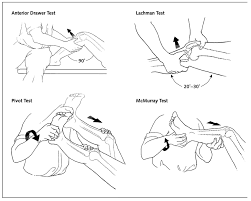 Anterior Drawer Test
Lachman Test
90°
20°–30°
Pivot Test
McMurray Test